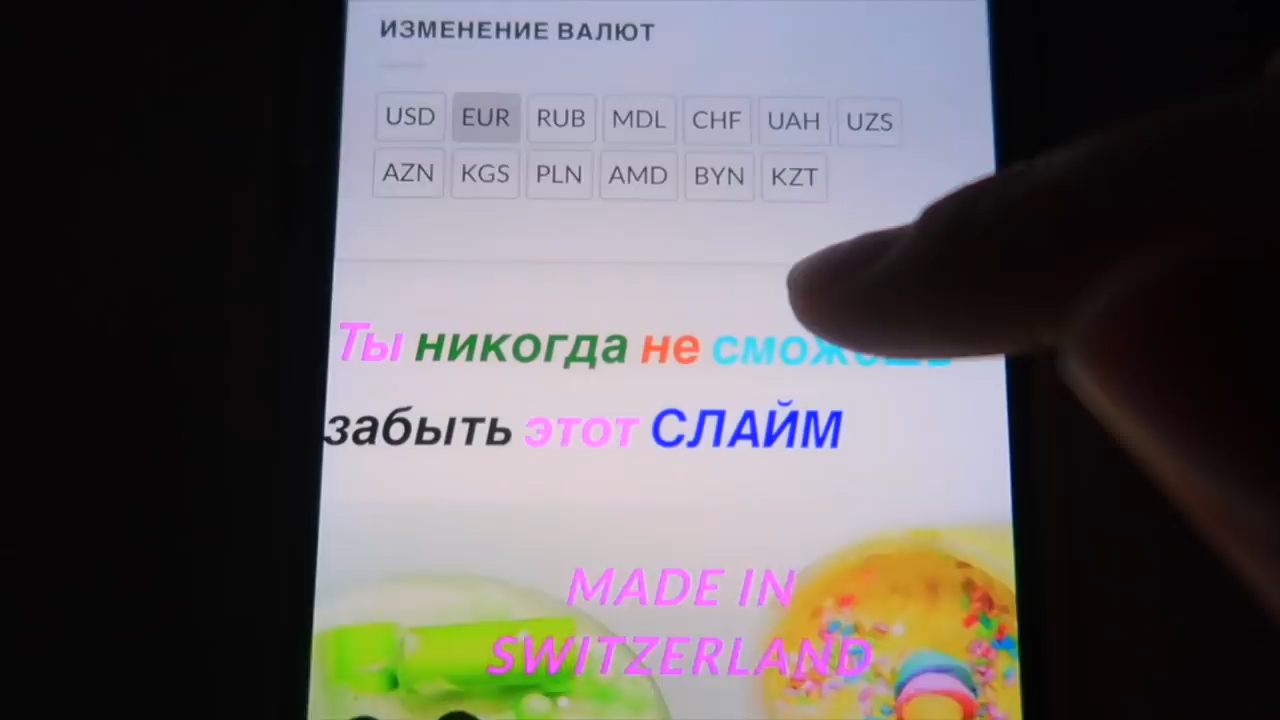 ИЗМЕНЕНИЕ ВАЛЮТ
USD EUR RUB MDL CHF UAH UZS
AZN KGS PLN AMD BYN KZT
Ты никогда не сможешь
забыть этот СЛАЙМ
MADE IN
SWITZERLAND